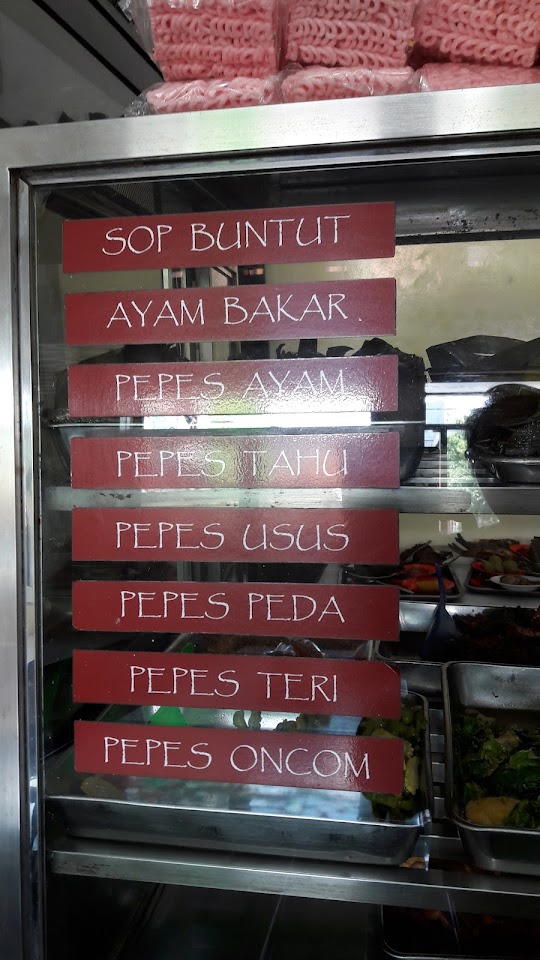 SOP BUNTUT
AYAM BAKAR
PEPES AYAM
PEPES TAHU
PEPES USUS
PEPES PEDA
PEPES TERI
PEPES ONCOM